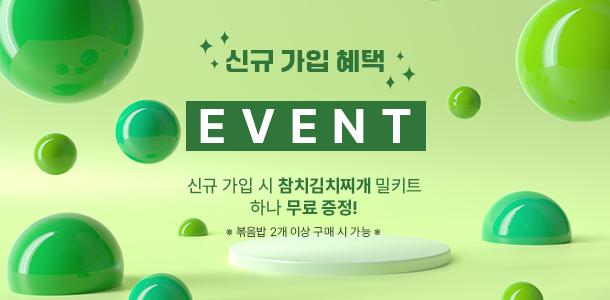 신규 가입 혜택
EVENT
신규 가입 시 참치김치찌개 밀키트
하나 무료 증정!
※ 볶음밥 2개 이상 구매 시 가능 ※